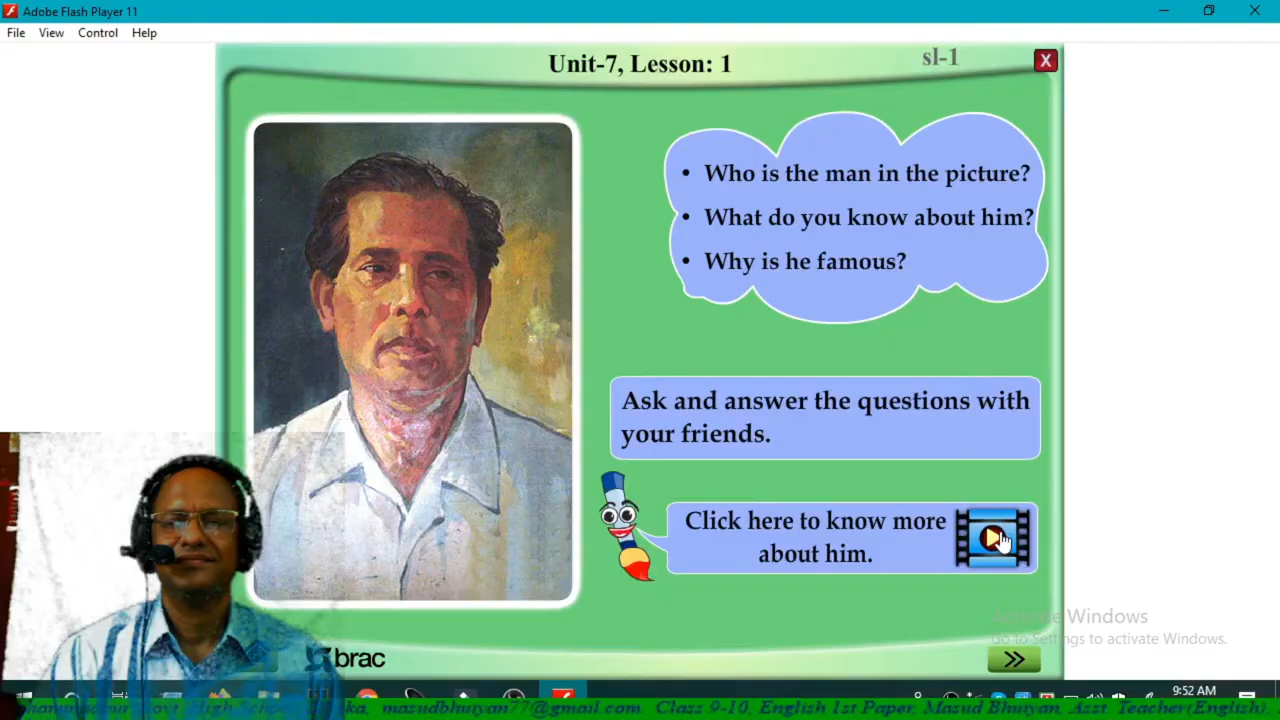 Adobe Flash Player 11
File View Control Help
Unit-7, Lesson: 1
sl-1
X
• Who is the man in the picture?
• What do you know about him?
• Why is he famous?
Ask and answer the questions with
your friends.
Click here to know more
about him.
brac
Activate Windows
Go to Settings to activate Windows.
9:52 AM
masudbhuiyan77@gmail.com, Class 9-10, English 1st Paper, Masud Bhuiyan, Asst. Teacher(English),